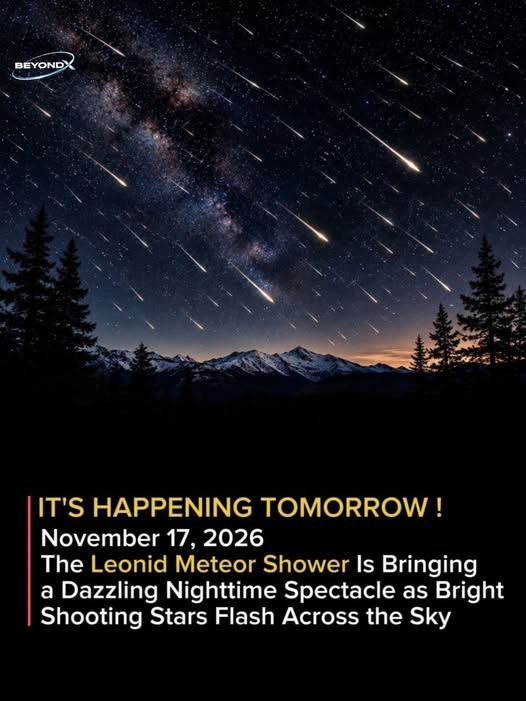 BEYONDX
IT'S HAPPENING TOMORROW !
November 17, 2026
The Leonid Meteor Shower Is Bringing
a Dazzling Nighttime Spectacle as Bright
Shooting Stars Flash Across the Sky